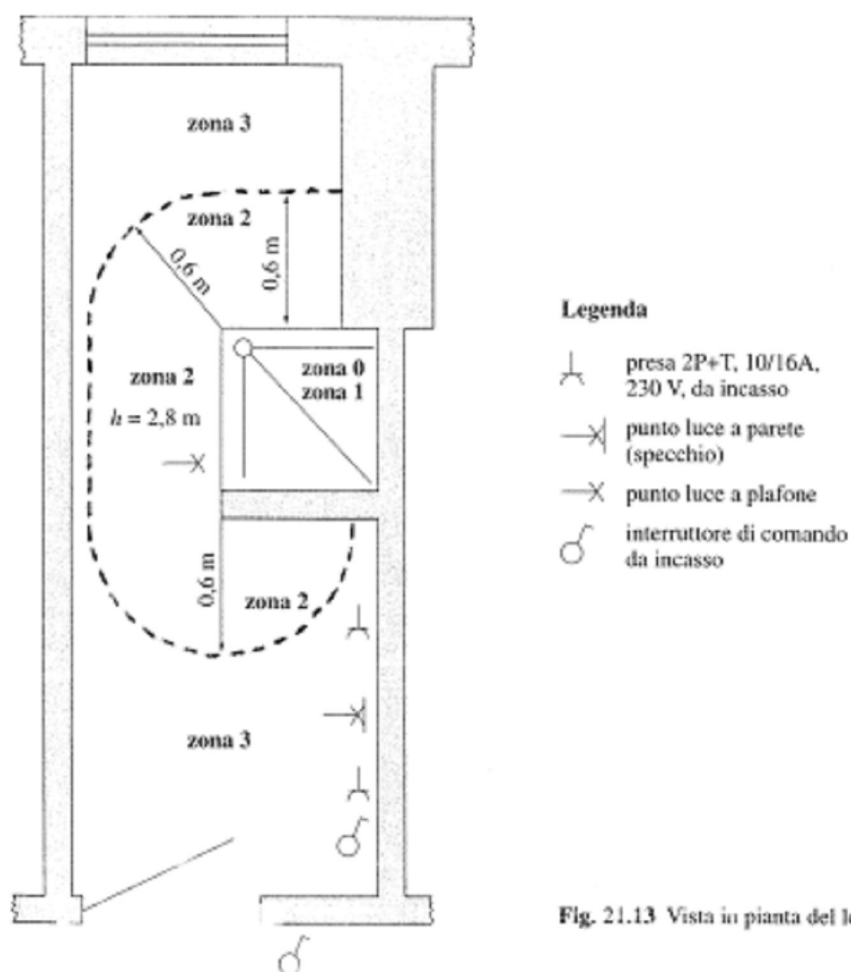 zona 3
zona 2
0,6 m
0,6 m
zona 2
h = 2,8 m
zona 0
zona 1
0,6 m
zona 2
zona 3
Legenda
presa 2P+T, 10/16A,
230 V, da incasso
punto luce a parete
(specchio)
punto luce a plafone
interruttore di comando
da incasso
Fig. 21.13 Vista in pianta del